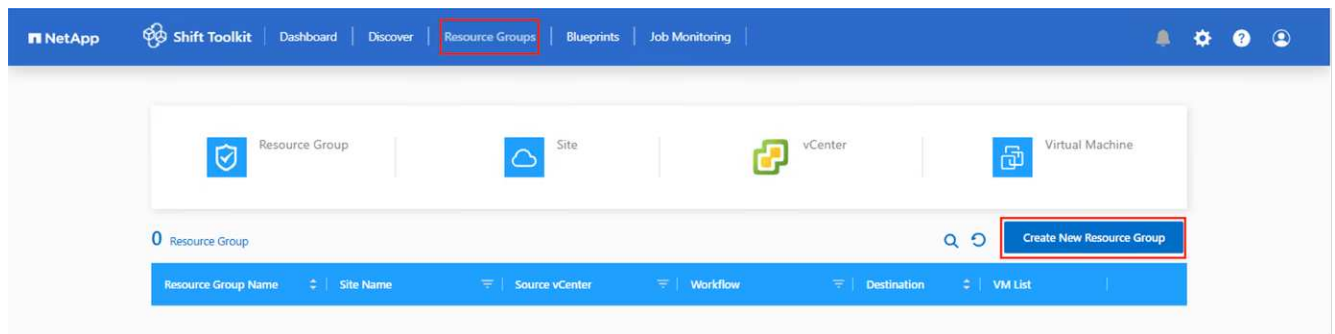 NetApp Shift Toolkit Dashboard Discover Resource Groups Blueprints Job Monitoring
Resource Group Site vCenter Virtual Machine
0 Resource Group Create New Resource Group
Resource Group Name Site Name Source vCenter Workflow Destination VM List